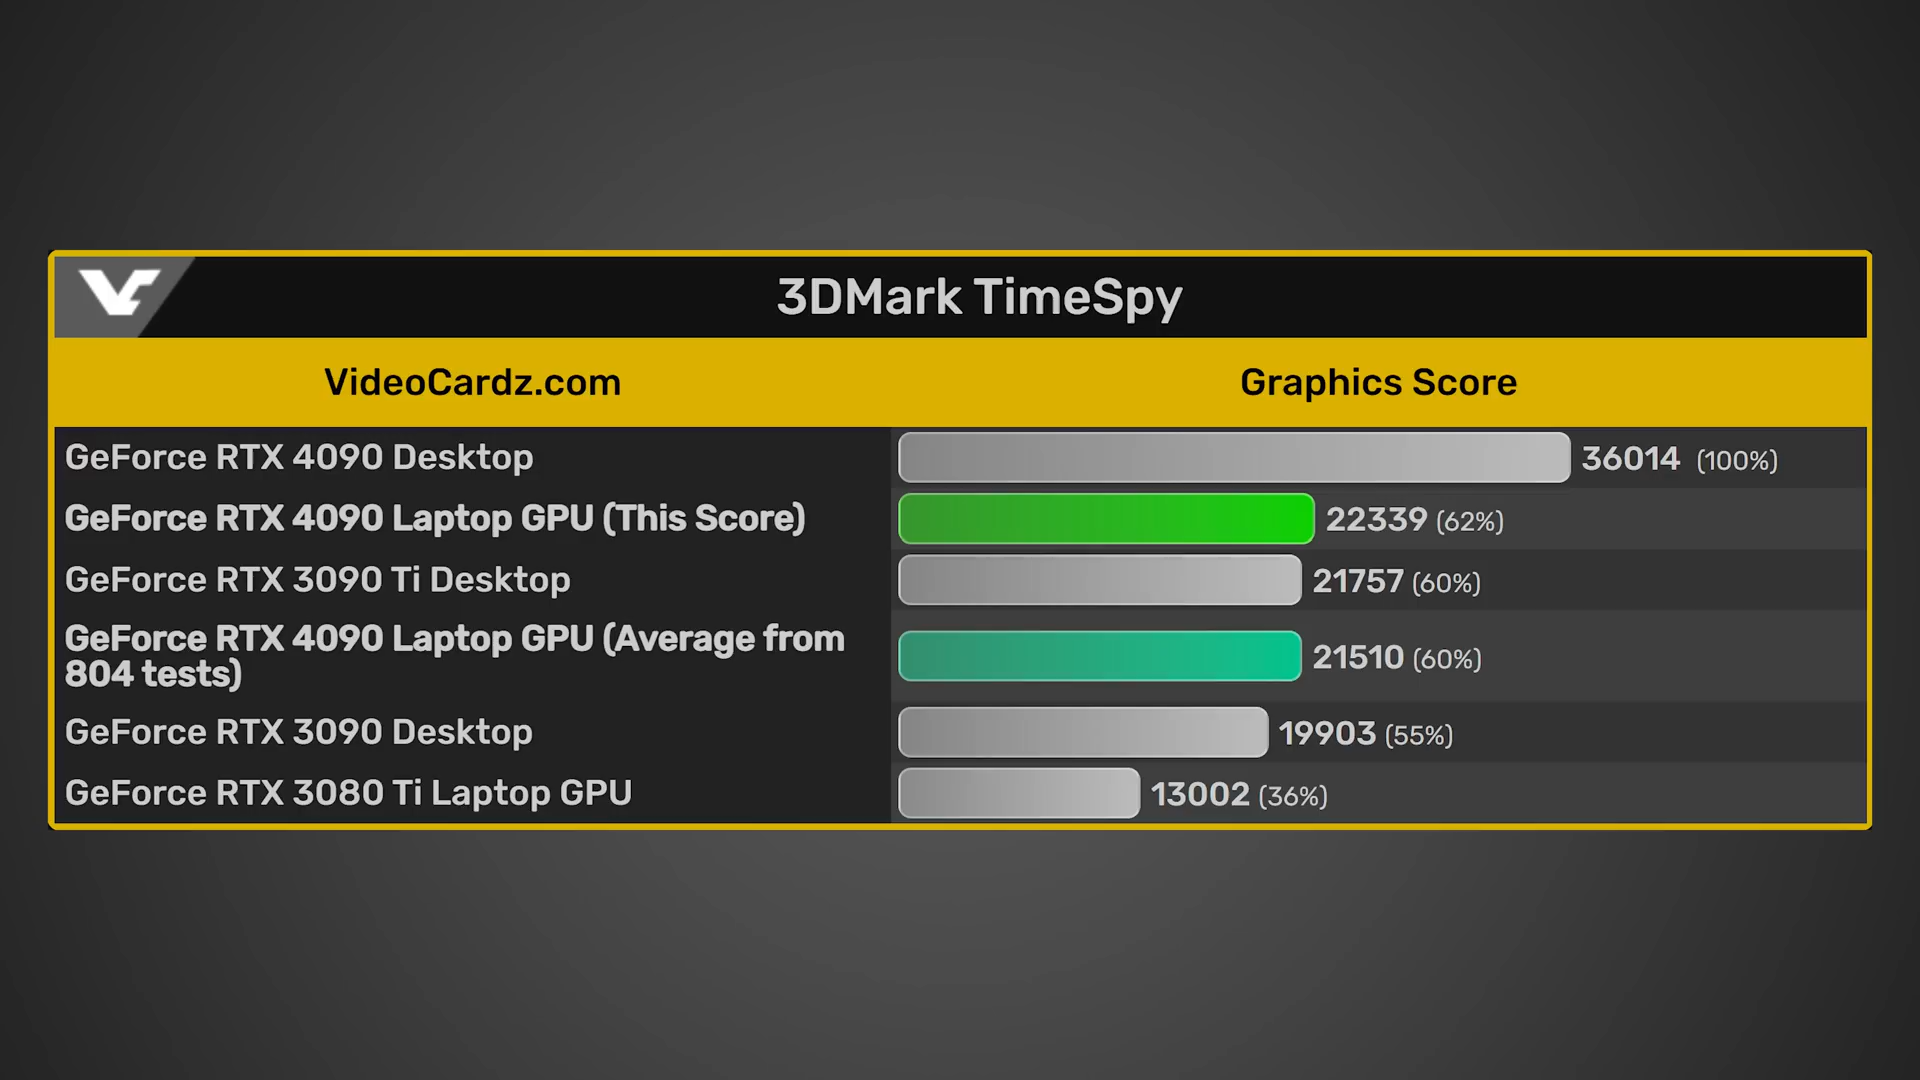 3DMark TimeSpy
VideoCardz.com Graphics Score
GeForce RTX 4090 Desktop 36014 (100%)
GeForce RTX 4090 Laptop GPU (This Score) 22339 (62%)
GeForce RTX 3090 Ti Desktop 21757 (60%)
GeForce RTX 4090 Laptop GPU (Average from
804 tests) 21510 (60%)
GeForce RTX 3090 Desktop 19903 (55%)
GeForce RTX 3080 Ti Laptop GPU 13002 (36%)